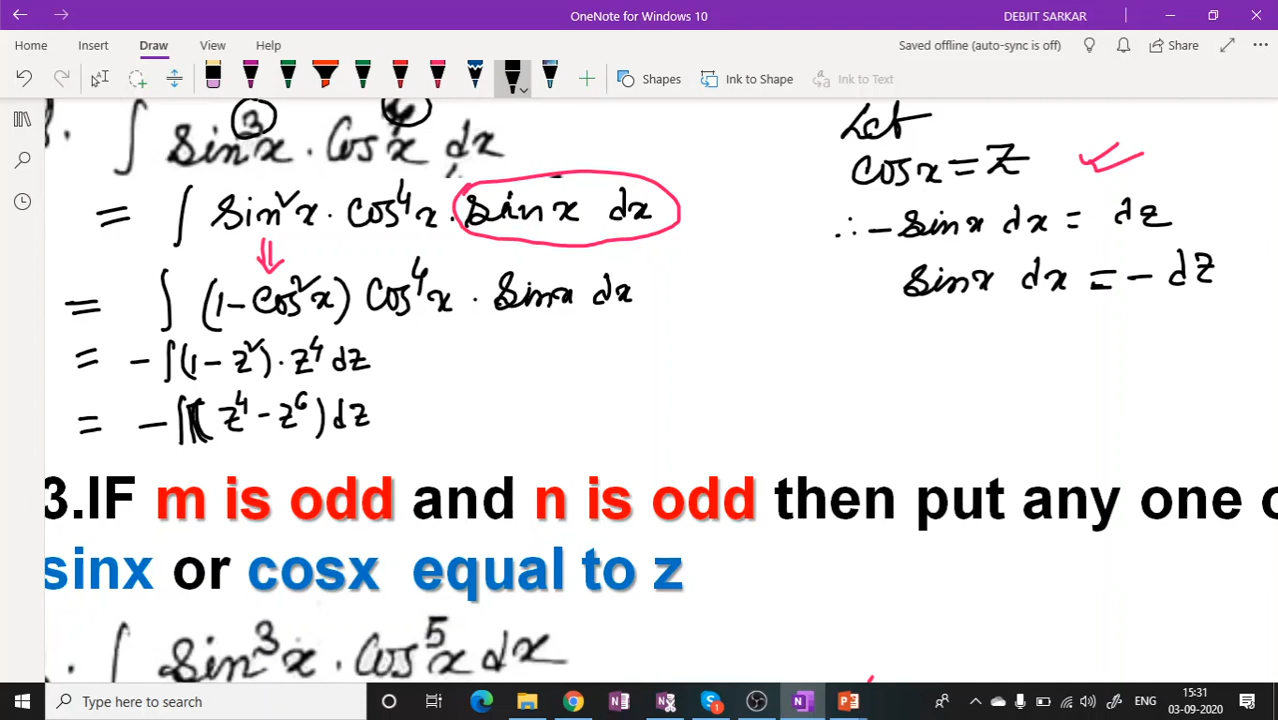 OneNote for Windows 10
DEBJIT SARKAR
Home Insert Draw View Help
Saved offline (auto-sync is off)
Share
Shapes
Ink to Shape
Ink to Text
∫ sin³x · cos⁴x dx
= ∫ sin²x · cos⁴x · sinx dx
= ∫ (1 - cos²x) cos⁴x · sinx dx
= - ∫(1 - z²) · z⁴ dz
= - ∫( z⁴ - z⁶ ) dz
Let
cosx = z
∴ - sinx dx = dz
sinx dx = - dz
3.IF m is odd and n is odd then put any one
sinx or cosx equal to z
∫ sin³x · cos⁵x dx
Type here to search
ENG
15:31
03-09-2020